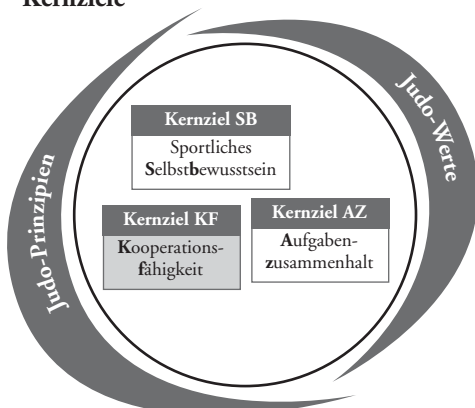 Kernziele
Judo-Prinzipien
Judo-Werte
Kernziel SB
Sportliches
Selbstbewusstsein
Kernziel KF
Kooperations-
fähigkeit
Kernziel AZ
Aufgaben-
zusammenhalt